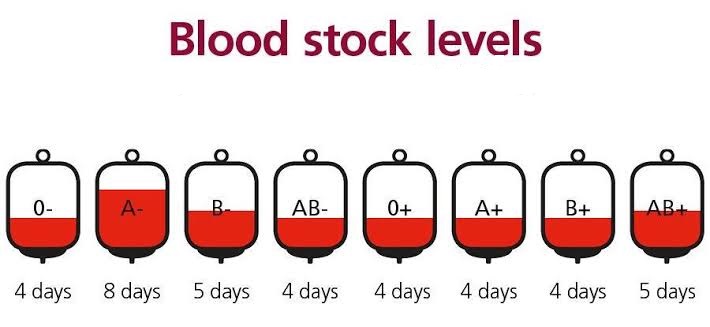 Blood stock levels
0- A- B- AB- 0+ A+ B+ AB+
4 days 8 days 5 days 4 days 4 days 4 days 4 days 5 days